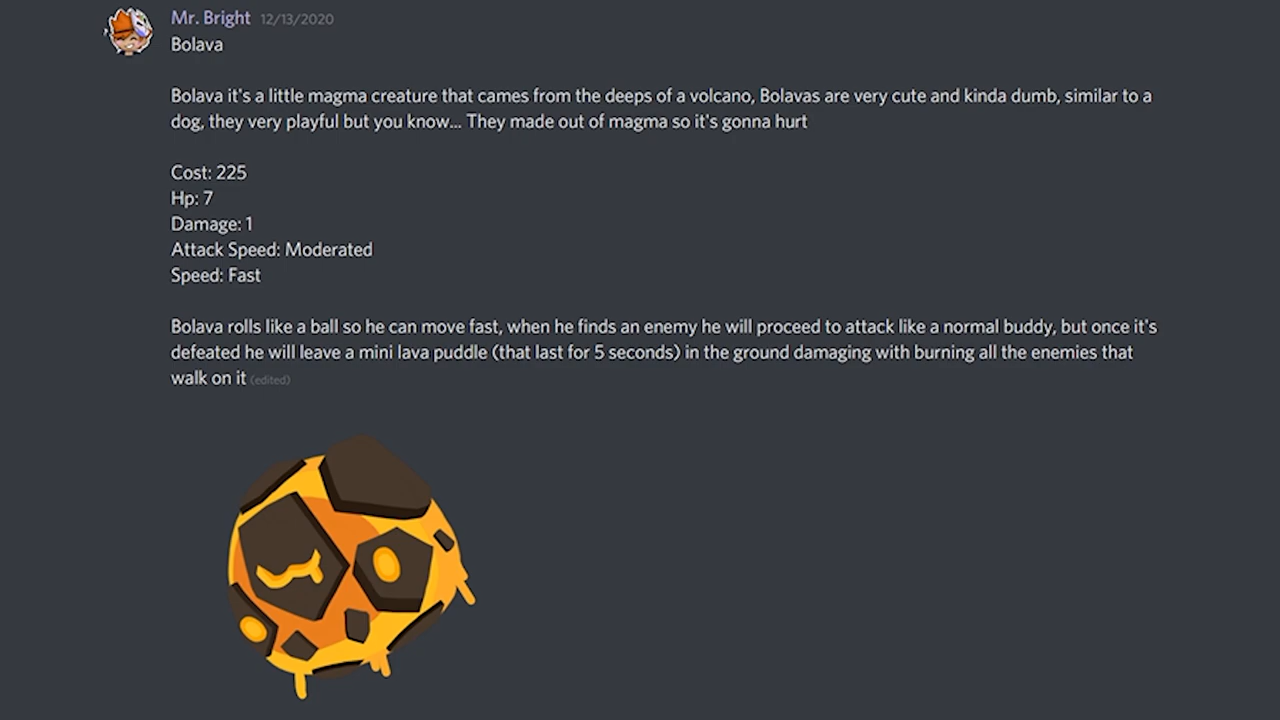 Mr. Bright 12/13/2020
Bolava
Bolava it's a little magma creature that cames from the deeps of a volcano, Bolavas are very cute and kinda dumb, similar to a
dog, they very playful but you know... They made out of magma so it's gonna hurt
Cost: 225
Hp: 7
Damage: 1
Attack Speed: Moderated
Speed: Fast
Bolava rolls like a ball so he can move fast, when he finds an enemy he will proceed to attack like a normal buddy, but once it's
defeated he will leave a mini lava puddle (that last for 5 seconds) in the ground damaging with burning all the enemies that
walk on it (edited)